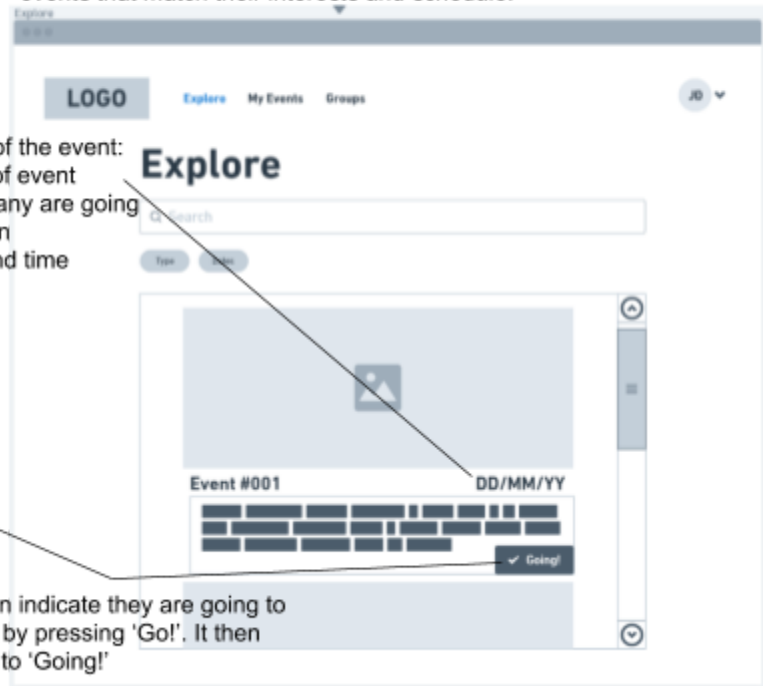 events that match their interests and schedule.
Explore
LOGO Explore My Events Groups JD
of the event:
of event
any are going
n
nd time
Explore
Search
Type Dates
Event #001 DD/MM/YY
✓ Going!
n indicate they are going to
by pressing ‘Go!’. It then
to ‘Going!’